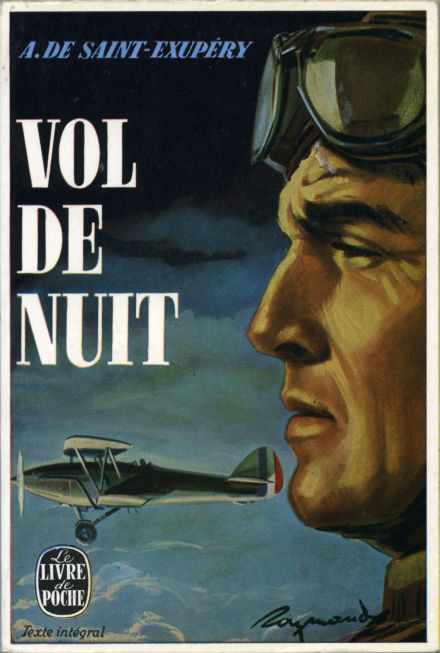 A. DE SAINT-EXUPÉRY
VOL
DE
NUIT
Le
LIVRE
de
POCHE
Texte intégral